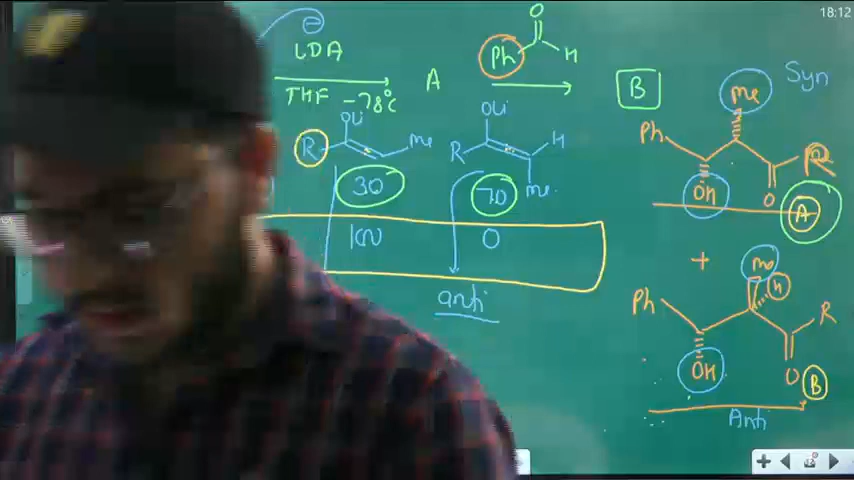 18:12
⊖
LDA
THF -78°C
A
O
Ph
H
B
Syn
OLi
R
Me
OLi
R
H
Me
30
70
100
0
anti
Me
Ph
OH
O
R
A
+
Me
H
Ph
OH
O
R
B
Anti